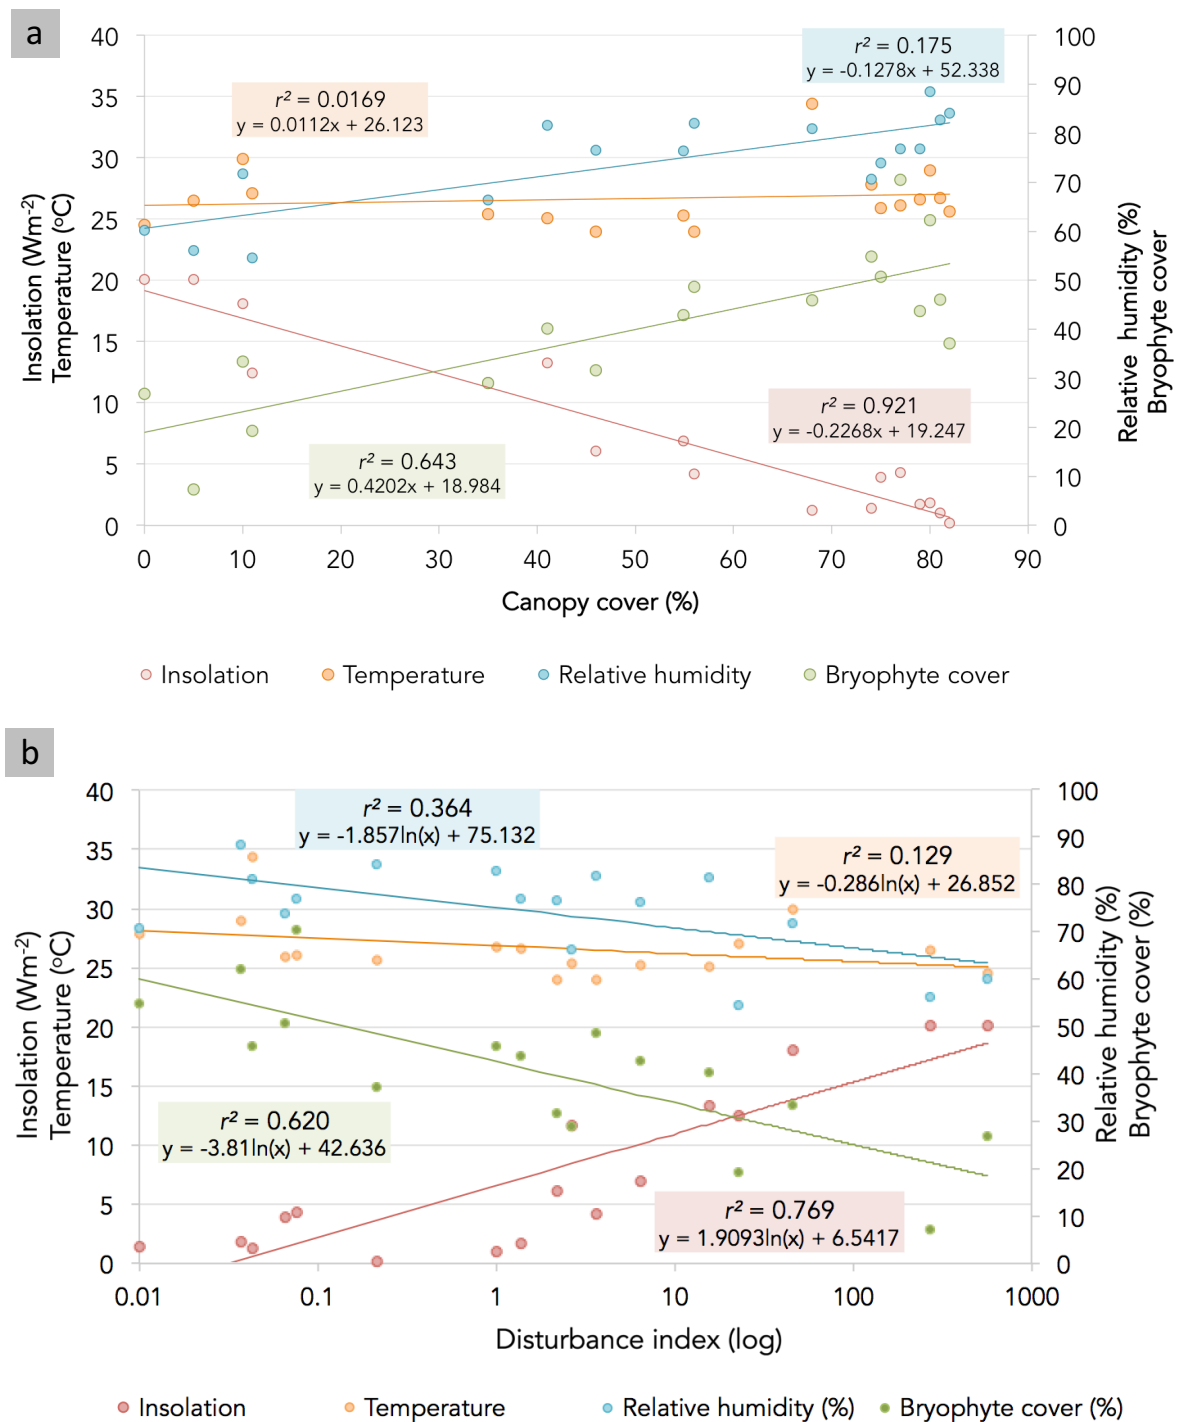 a
r² = 0.175
y = -0.1278x + 52.338
r² = 0.0169
y = 0.0112x + 26.123
r² = 0.921
y = -0.2268x + 19.247
r² = 0.643
y = 0.4202x + 18.984
40
35
30
25
20
15
10
5
0
100
90
80
70
60
50
40
30
20
10
0
Insolation (Wm-2)
Temperature (ºC)
Relative humidity (%)
Bryophyte cover
0 10 20 30 40 50 60 70 80 90
Canopy cover (%)
Insolation Temperature Relative humidity Bryophyte cover
b
r² = 0.364
y = -1.857ln(x) + 75.132
r² = 0.129
y = -0.286ln(x) + 26.852
r² = 0.620
y = -3.81ln(x) + 42.636
r² = 0.769
y = 1.9093ln(x) + 6.5417
40
35
30
25
20
15
10
5
0
100
90
80
70
60
50
40
30
20
10
0
Insolation (Wm-2)
Temperature (ºC)
Relative humidity (%)
Bryophyte cover (%)
0.01 0.1 1 10 100 1000
Disturbance index (log)
Insolation Temperature Relative humidity (%) Bryophyte cover (%)